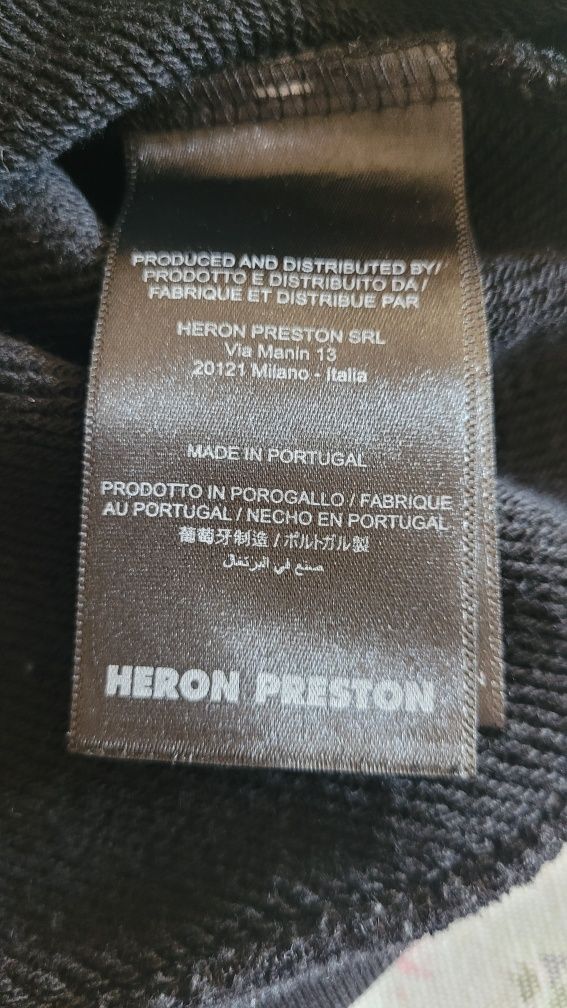 PRODUCED AND DISTRIBUTED BY/
PRODOTTO E DISTRIBUITO DA/
FABRIQUE ET DISTRIBUE PAR
HERON PRESTON SRL
Via Manin 13
20121 Milano - Italia
MADE IN PORTUGAL
PRODOTTO IN POROGALLO / FABRIQUE
AU PORTUGAL / NECHO EN PORTUGAL
葡萄牙制造 / ポルトガル製
صنع في البرتغال
HERON PRESTON